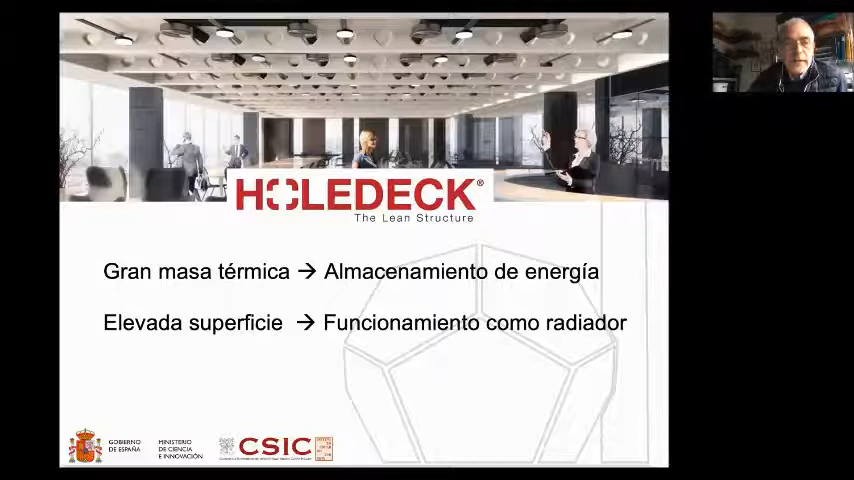 HOLEDECK®
The Lean Structure
Gran masa térmica → Almacenamiento de energía
Elevada superficie → Funcionamiento como radiador
GOBIERNO
DE ESPAÑA
MINISTERIO
DE CIENCIA
E INNOVACIÓN
CSIC